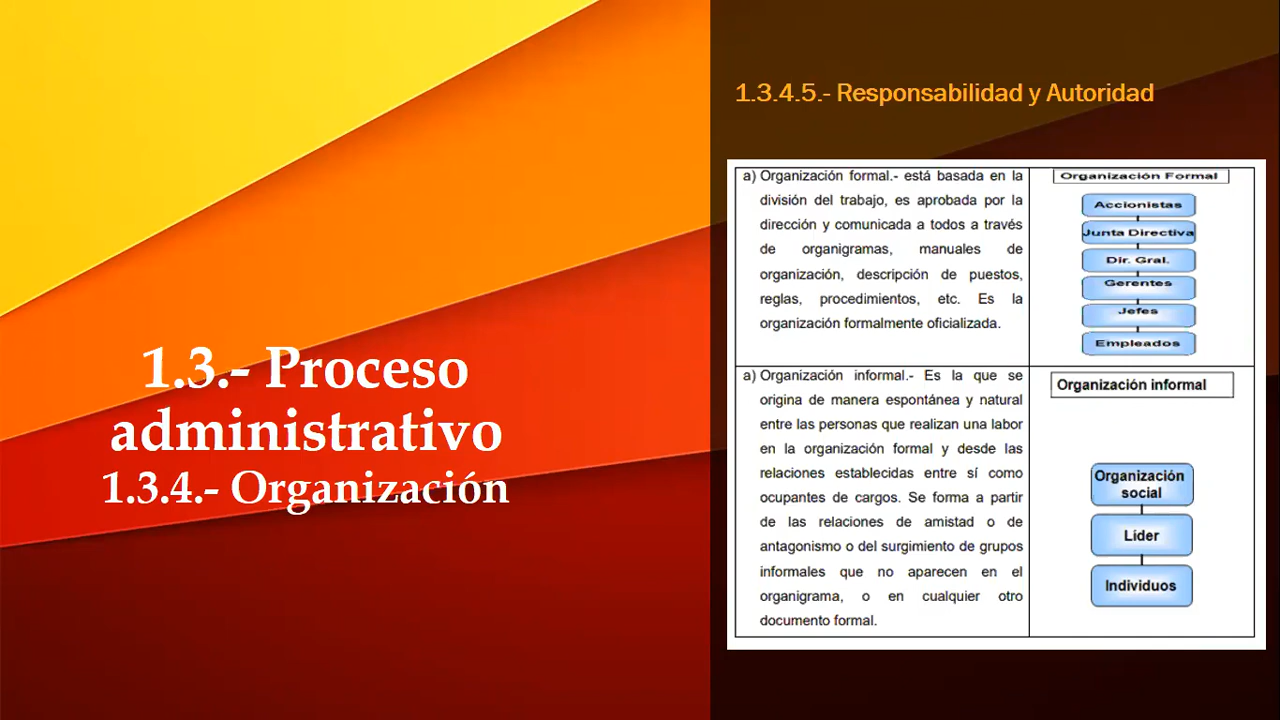 1.3.- Proceso
administrativo
1.3.4.- Organización
1.3.4.5.- Responsabilidad y Autoridad
a) Organización formal.- está basada en la
división del trabajo, es aprobada por la
dirección y comunicada a todos a través
de organigramas, manuales de
organización, descripción de puestos,
reglas, procedimientos, etc. Es la
organización formalmente oficializada.
Organización Formal
Accionistas
Junta Directiva
Dir. Gral.
Gerentes
Jefes
Empleados
a) Organización informal.- Es la que se
origina de manera espontánea y natural
entre las personas que realizan una labor
en la organización formal y desde las
relaciones establecidas entre sí como
ocupantes de cargos. Se forma a partir
de las relaciones de amistad o de
antagonismo o del surgimiento de grupos
informales que no aparecen en el
organigrama, o en cualquier otro
documento formal.
Organización informal
Organización
social
Líder
Individuos